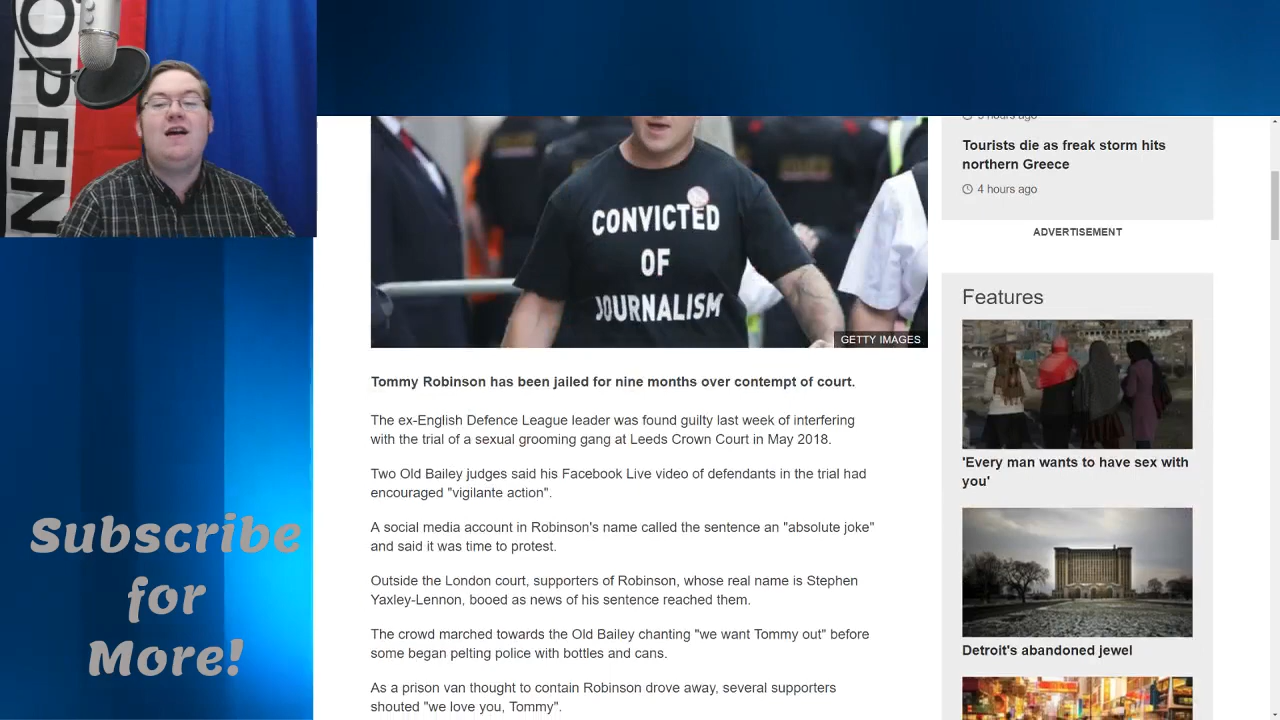 OPEN
Subscribe
for
More!
CONVICTED
OF
JOURNALISM
GETTY IMAGES
Tommy Robinson has been jailed for nine months over contempt of court.
The ex-English Defence League leader was found guilty last week of interfering
with the trial of a sexual grooming gang at Leeds Crown Court in May 2018.
Two Old Bailey judges said his Facebook Live video of defendants in the trial had
encouraged "vigilante action".
A social media account in Robinson's name called the sentence an "absolute joke"
and said it was time to protest.
Outside the London court, supporters of Robinson, whose real name is Stephen
Yaxley-Lennon, booed as news of his sentence reached them.
The crowd marched towards the Old Bailey chanting "we want Tommy out" before
some began pelting police with bottles and cans.
As a prison van thought to contain Robinson drove away, several supporters
shouted "we love you, Tommy".
hours ago
Tourists die as freak storm hits
northern Greece
4 hours ago
ADVERTISEMENT
Features
'Every man wants to have sex with
you'
Detroit's abandoned jewel